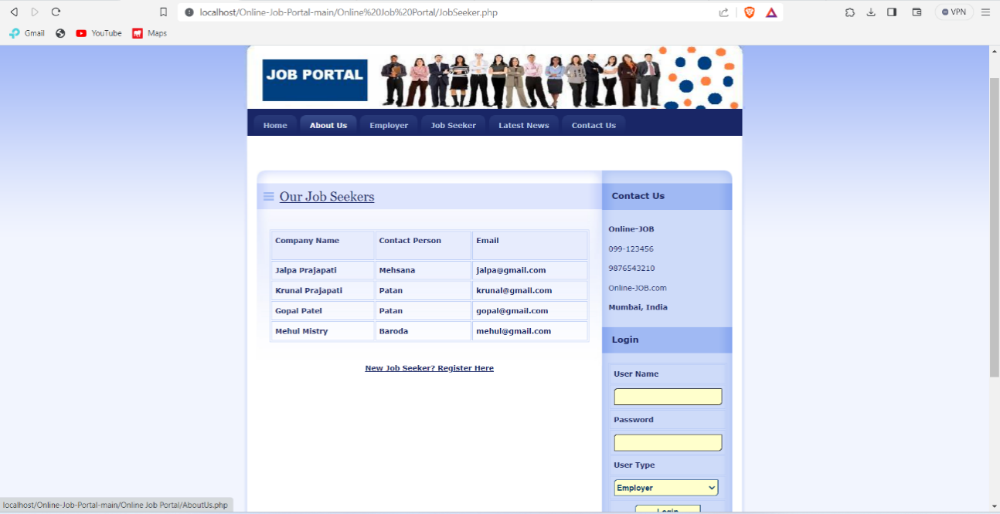 localhost/Online-Job-Portal-main/Online%20Job%20Portal/JobSeeker.php
VPN
Gmail
YouTube
Maps
JOB PORTAL
Home About Us Employer Job Seeker Latest News Contact Us
Our Job Seekers
Company Name Contact Person Email
Jalpa Prajapati Mehsana jalpa@gmail.com
Krunal Prajapati Patan krunal@gmail.com
Gopal Patel Patan gopal@gmail.com
Mehul Mistry Baroda mehul@gmail.com
New Job Seeker? Register Here
Contact Us
Online-JOB
099-123456
9876543210
Online-JOB.com
Mumbai, India
Login
User Name
Password
User Type
Employer
Login
localhost/Online-Job-Portal-main/Online Job Portal/AboutUs.php